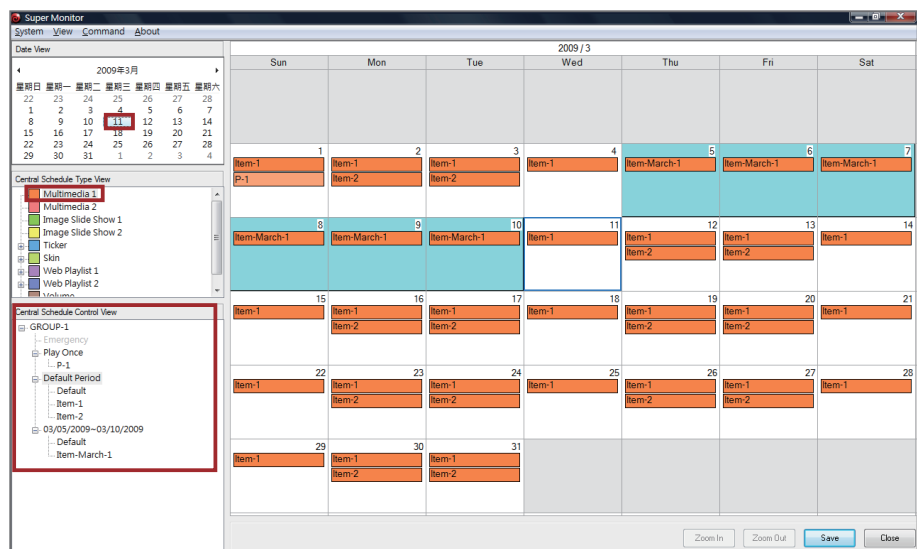 Super Monitor
System View Command About
Date View
2009年3月
星期日 星期一 星期二 星期三 星期四 星期五 星期六
22 23 24 25 26 27 28
1 2 3 4 5 6 7
8 9 10 11 12 13 14
15 16 17 18 19 20 21
22 23 24 25 26 27 28
29 30 31 1 2 3 4
Central Schedule Type View
Multimedia 1
Multimedia 2
Image Slide Show 1
Image Slide Show 2
Ticker
Skin
Web Playlist 1
Web Playlist 2
Volume
Central Schedule Control View
GROUP-1
Emergency
Play Once
P-1
Default Period
Default
Item-1
Item-2
03/05/2009~03/10/2009
Default
Item-March-1
2009 / 3
Sun Mon Tue Wed Thu Fri Sat
1 2 3 4 5 6 7
Item-1 Item-1 Item-1 Item-1 Item-March-1 Item-March-1 Item-March-1
P-1 Item-2 Item-2
8 9 10 11 12 13 14
Item-March-1 Item-March-1 Item-March-1 Item-1 Item-1 Item-1 Item-1
Item-2 Item-2
15 16 17 18 19 20 21
Item-1 Item-1 Item-1 Item-1 Item-1 Item-1 Item-1
Item-2 Item-2 Item-2 Item-2
22 23 24 25 26 27 28
Item-1 Item-1 Item-1 Item-1 Item-1 Item-1 Item-1
Item-2 Item-2 Item-2 Item-2
29 30 31
Item-1 Item-1 Item-1
Item-2 Item-2
Zoom In Zoom Out Save Close